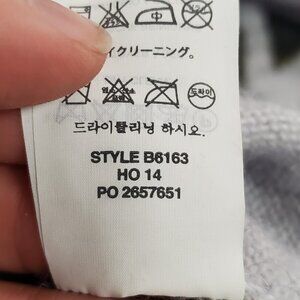 イクリーニング。
드라이클리닝 하시오.
STYLE B6163
HO 14
PO 2657651